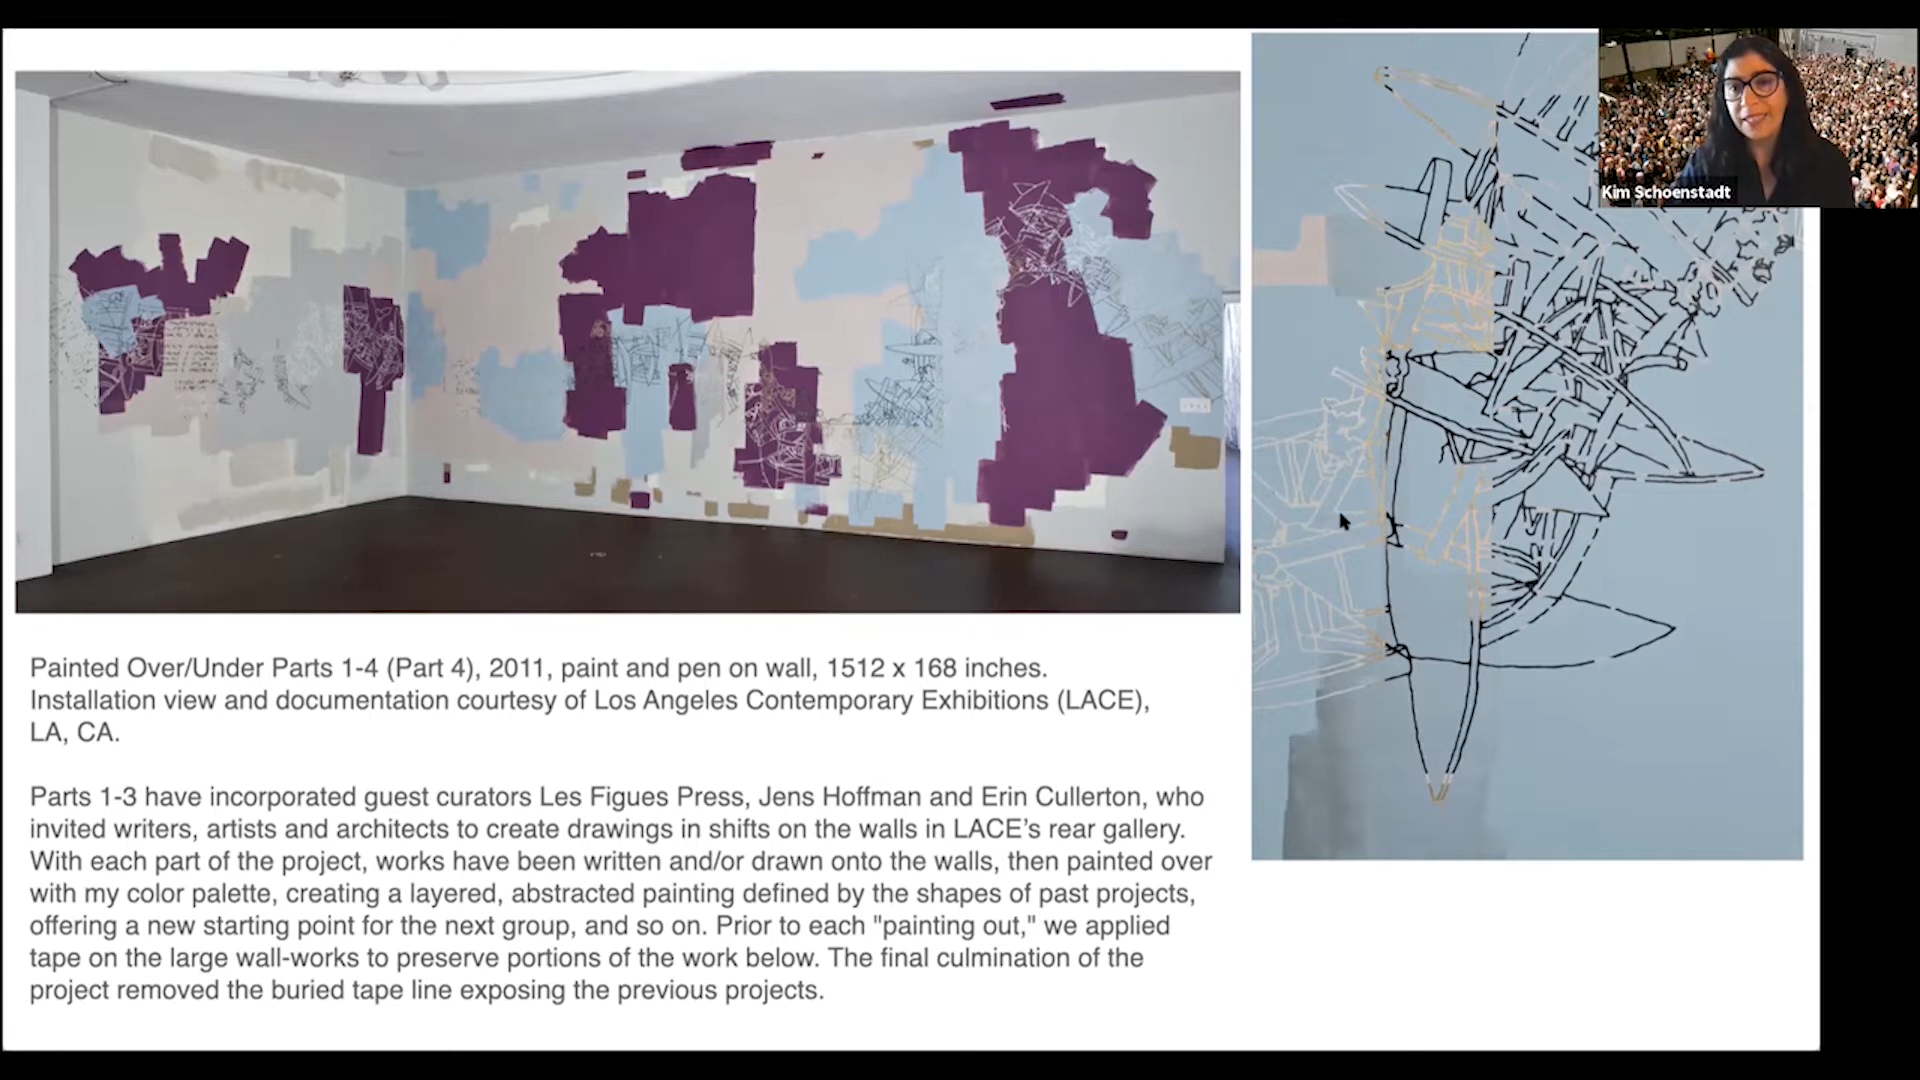 Kim Schoenstadt
Painted Over/Under Parts 1-4 (Part 4), 2011, paint and pen on wall, 1512 x 168 inches.
Installation view and documentation courtesy of Los Angeles Contemporary Exhibitions (LACE),
LA, CA.
Parts 1-3 have incorporated guest curators Les Figues Press, Jens Hoffman and Erin Cullerton, who
invited writers, artists and architects to create drawings in shifts on the walls in LACE’s rear gallery.
With each part of the project, works have been written and/or drawn onto the walls, then painted over
with my color palette, creating a layered, abstracted painting defined by the shapes of past projects,
offering a new starting point for the next group, and so on. Prior to each "painting out," we applied
tape on the large wall-works to preserve portions of the work below. The final culmination of the
project removed the buried tape line exposing the previous projects.